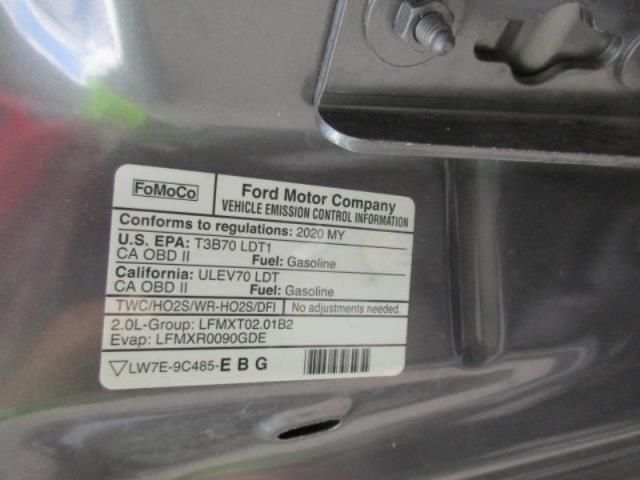 FoMoCo
Ford Motor Company
VEHICLE EMISSION CONTROL INFORMATION
Conforms to regulations: 2020 MY
U.S. EPA: T3B70 LDT1
CA OBD II Fuel: Gasoline
California: ULEV70 LDT
CA OBD II Fuel: Gasoline
TWC/HO2S/WR-HO2S/DFI No adjustments needed.
2.0L-Group: LFMXT02.01B2
Evap: LFMXR0090GDE
LW7E-9C485-E B G